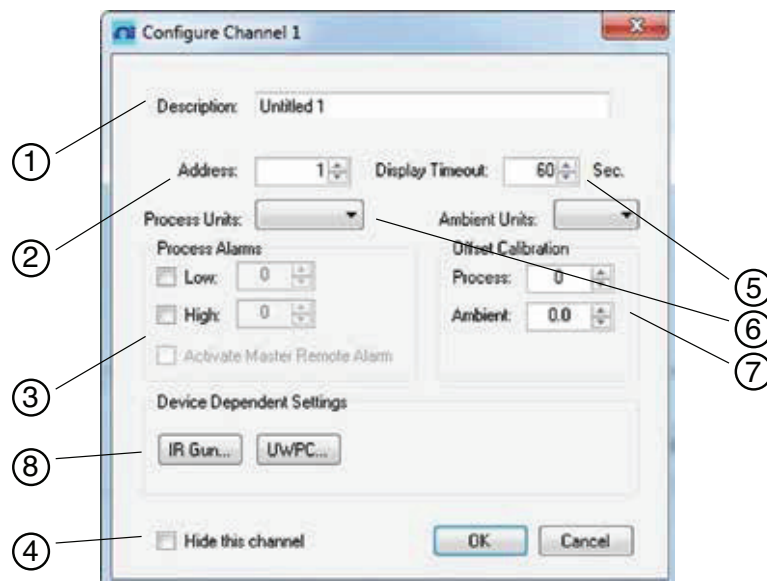 Configure Channel 1
Description: Untitled 1
①
Address: 1 Display Timeout: 60 Sec.
②
Process Units: Ambient Units:
Process Alarms Offset Calibration
Low: 0 Process: 0
⑤
High: 0 Ambient: 0.0
⑥
Activate Master Remote Alarm
⑦
③
Device Dependent Settings
IR Gun... UWPC...
⑧
Hide this channel OK Cancel
④